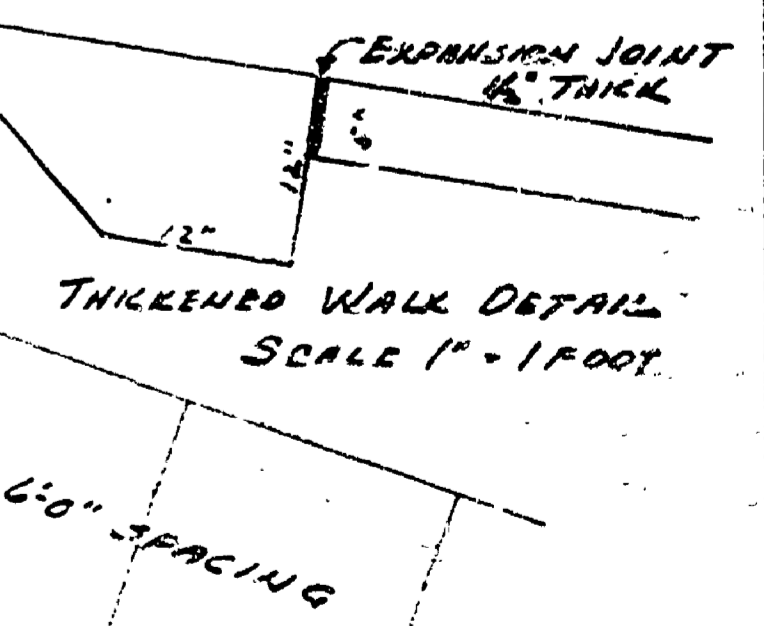 EXPANSION JOINT
1/2" THICK
12"
12"
THICKENED WALK DETAIL
SCALE 1" = 1 FOOT
6'-0" SPACING